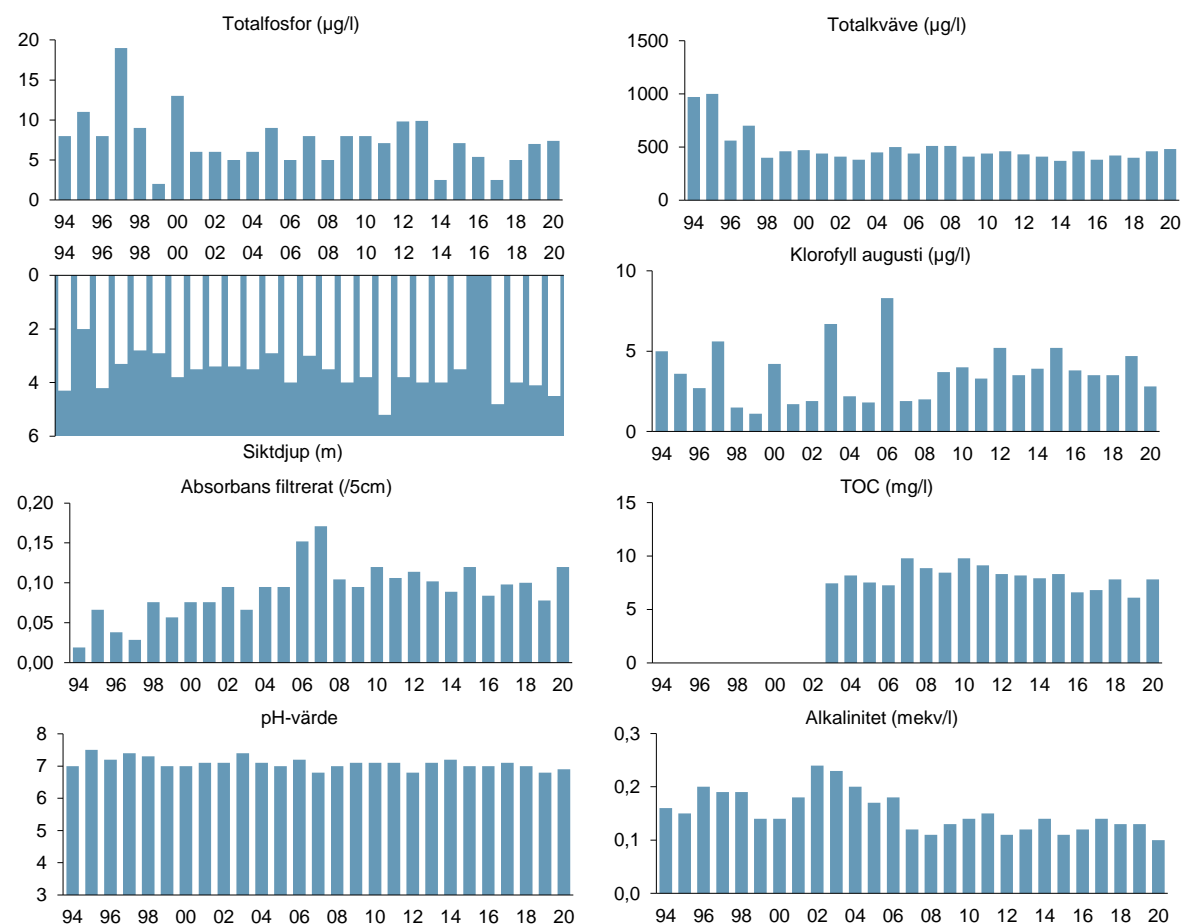 Totalfosfor (µg/l)
20
15
10
5
0
94 96 98 00 02 04 06 08 10 12 14 16 18 20
Totalkväve (µg/l)
1500
1000
500
0
94 96 98 00 02 04 06 08 10 12 14 16 18 20
94 96 98 00 02 04 06 08 10 12 14 16 18 20
0
2
4
6
Siktdjup (m)
Klorofyll augusti (µg/l)
10
5
0
94 96 98 00 02 04 06 08 10 12 14 16 18 20
Absorbans filtrerat (/5cm)
0,20
0,15
0,10
0,05
0,00
94 96 98 00 02 04 06 08 10 12 14 16 18 20
TOC (mg/l)
15
10
5
0
94 96 98 00 02 04 06 08 10 12 14 16 18 20
pH-värde
8
7
6
5
4
3
94 96 98 00 02 04 06 08 10 12 14 16 18 20
Alkalinitet (mekv/l)
0,3
0,2
0,1
0,0
94 96 98 00 02 04 06 08 10 12 14 16 18 20